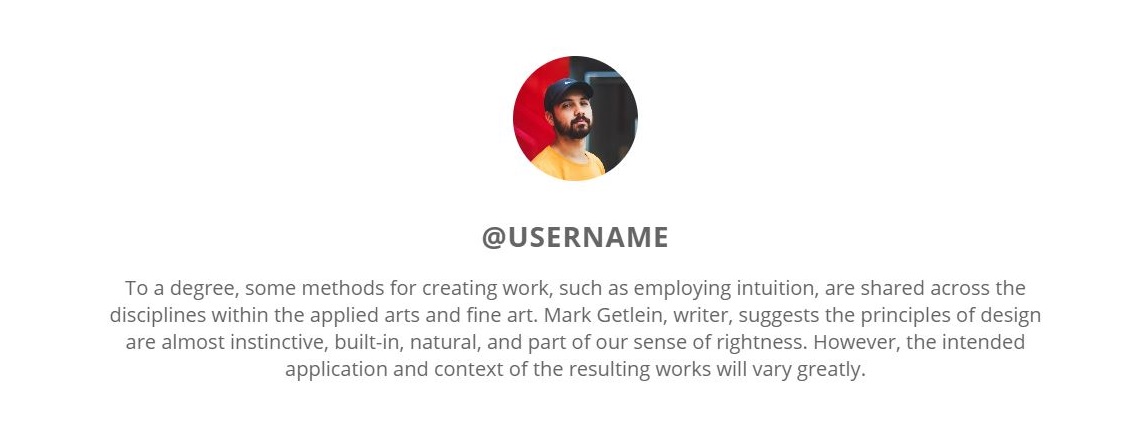 @USERNAME
To a degree, some methods for creating work, such as employing intuition, are shared across the
disciplines within the applied arts and fine art. Mark Getlein, writer, suggests the principles of design
are almost instinctive, built-in, natural, and part of our sense of rightness. However, the intended
application and context of the resulting works will vary greatly.